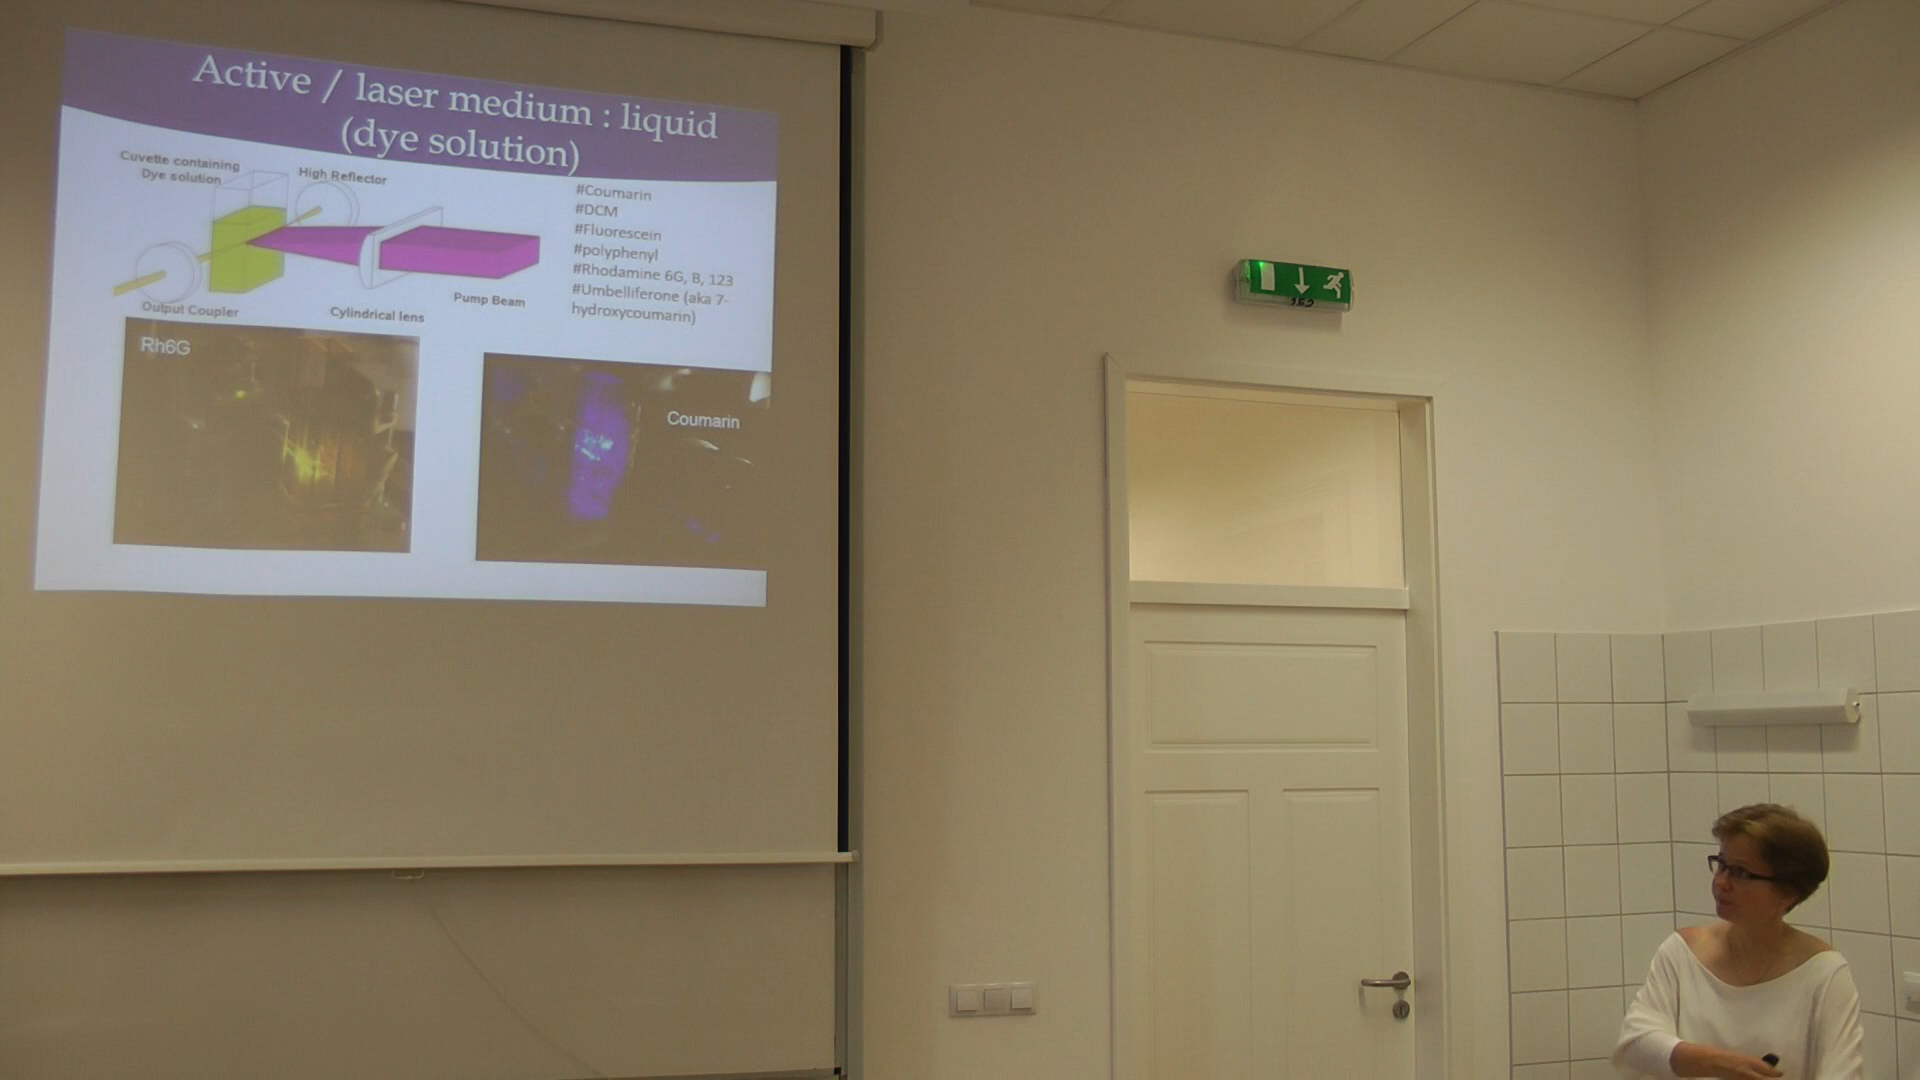 Active / laser medium : liquid
(dye solution)
Cuvette containing
Dye solution
High Reflector
Output Coupler
Cylindrical lens
Pump Beam
#Coumarin
#DCM
#Fluorescein
#polyphenyl
#Rhodamine 6G, B, 123
#Umbelliferone (aka 7-
hydroxycoumarin)
Rh6G
Coumarin